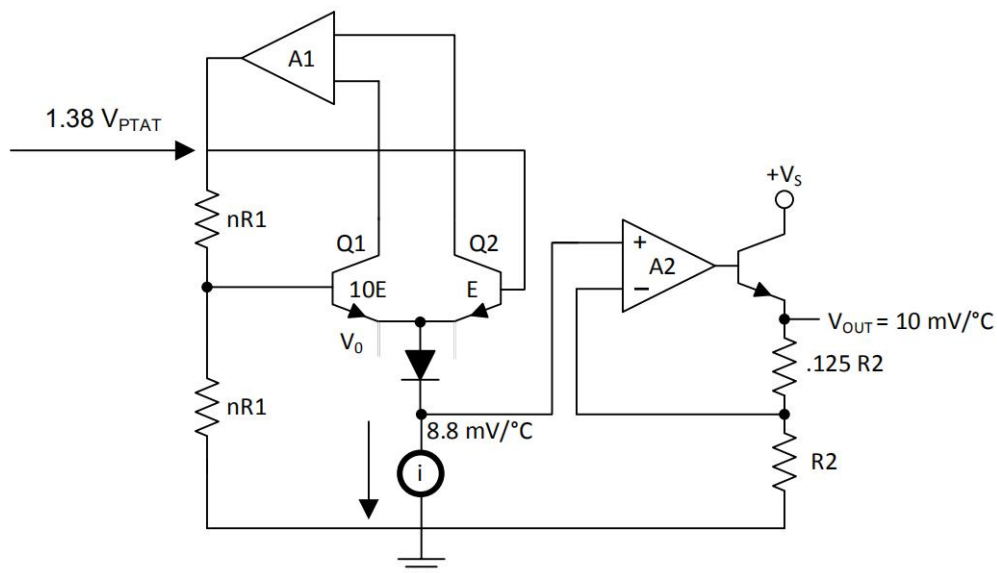 A1
1.38 VPTAT
+VS
nR1
Q1
Q2
+
A2
10E
E
−
VOUT = 10 mV/°C
V0
.125 R2
nR1
8.8 mV/°C
i
R2